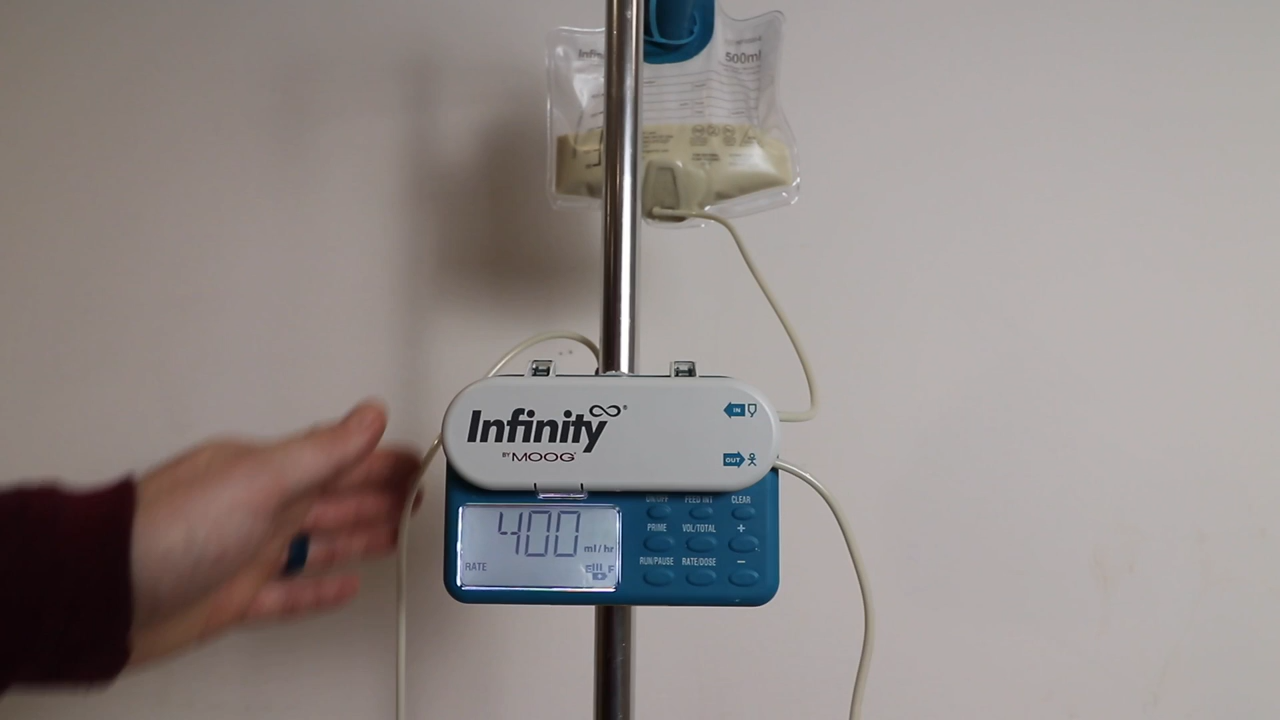 500ml
Infinity®
BY MOOG
IN
OUT
400
ml/hr
RATE
E F
ON/OFF FEED INT CLEAR
PRIME VOL/TOTAL +
RUN/PAUSE RATE/DOSE −